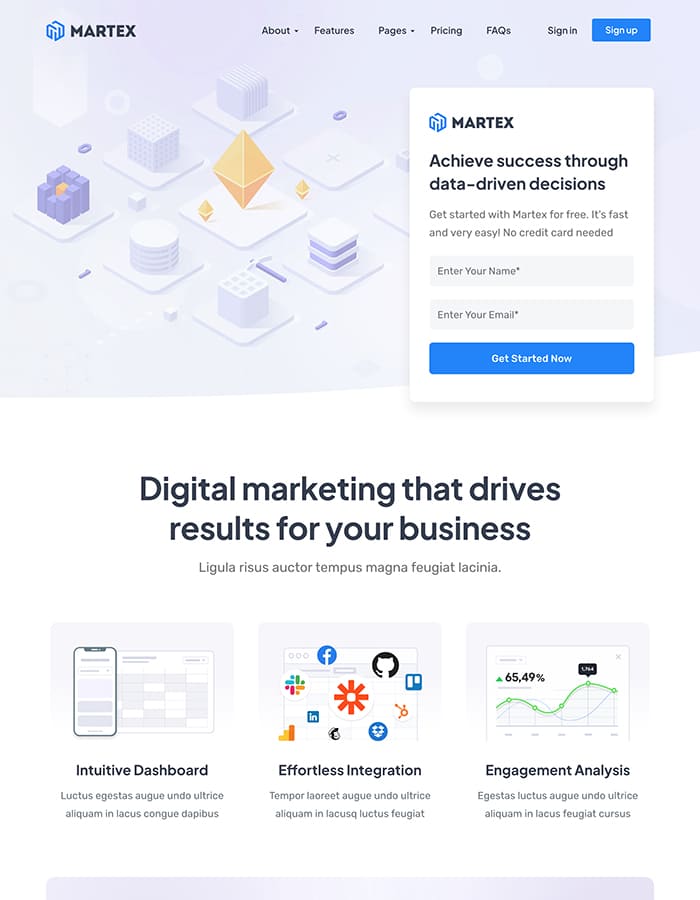 MARTEX
About Features Pages Pricing FAQs Sign in Sign up
MARTEX
Achieve success through
data-driven decisions
Get started with Martex for free. It's fast
and very easy! No credit card needed
Enter Your Name*
Enter Your Email*
Get Started Now
Digital marketing that drives
results for your business
Ligula risus auctor tempus magna feugiat lacinia.
65,49%
1,764
Intuitive Dashboard
Luctus egestas augue undo ultrice
aliquam in lacus congue dapibus
Effortless Integration
Tempor laoreet augue undo ultrice
aliquam in lacusq luctus feugiat
Engagement Analysis
Egestas luctus augue undo ultrice
aliquam in lacus feugiat cursus